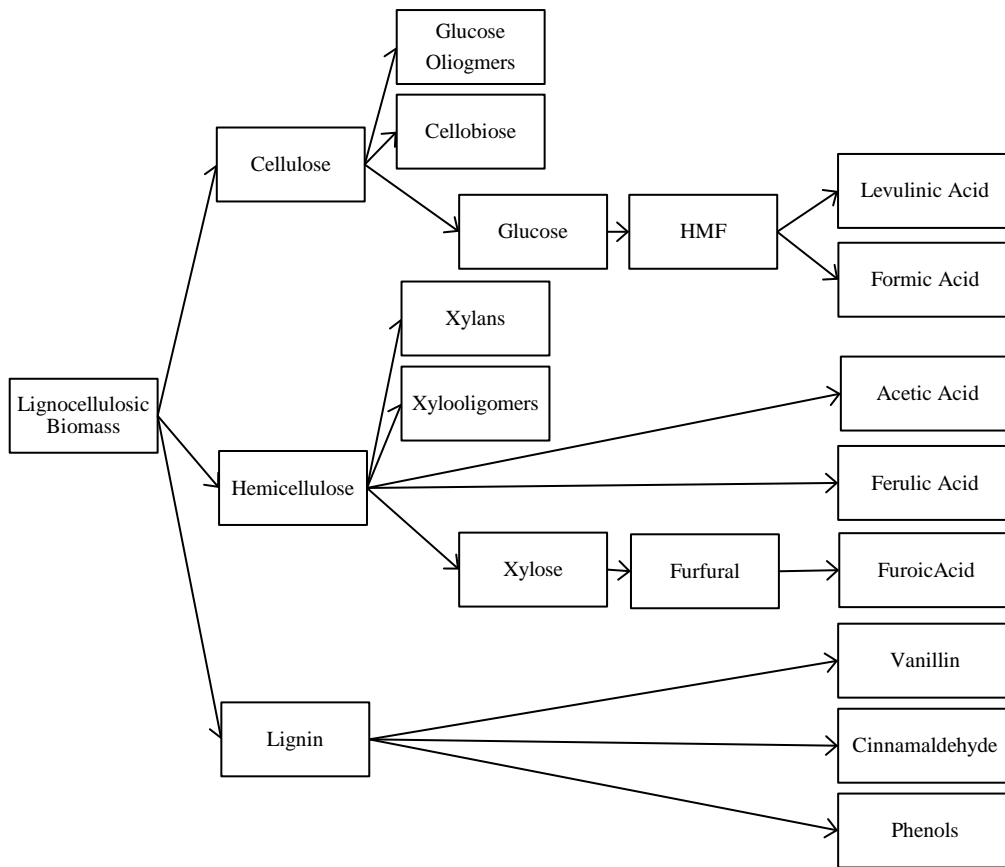 Glucose
Oliogmers
Cellobiose
Cellulose
Levulinic Acid
Glucose
HMF
Formic Acid
Xylans
Lignocellulosic
Biomass
Xylooligomers
Acetic Acid
Hemicellulose
Ferulic Acid
Xylose
Furfural
FuroicAcid
Vanillin
Lignin
Cinnamaldehyde
Phenols